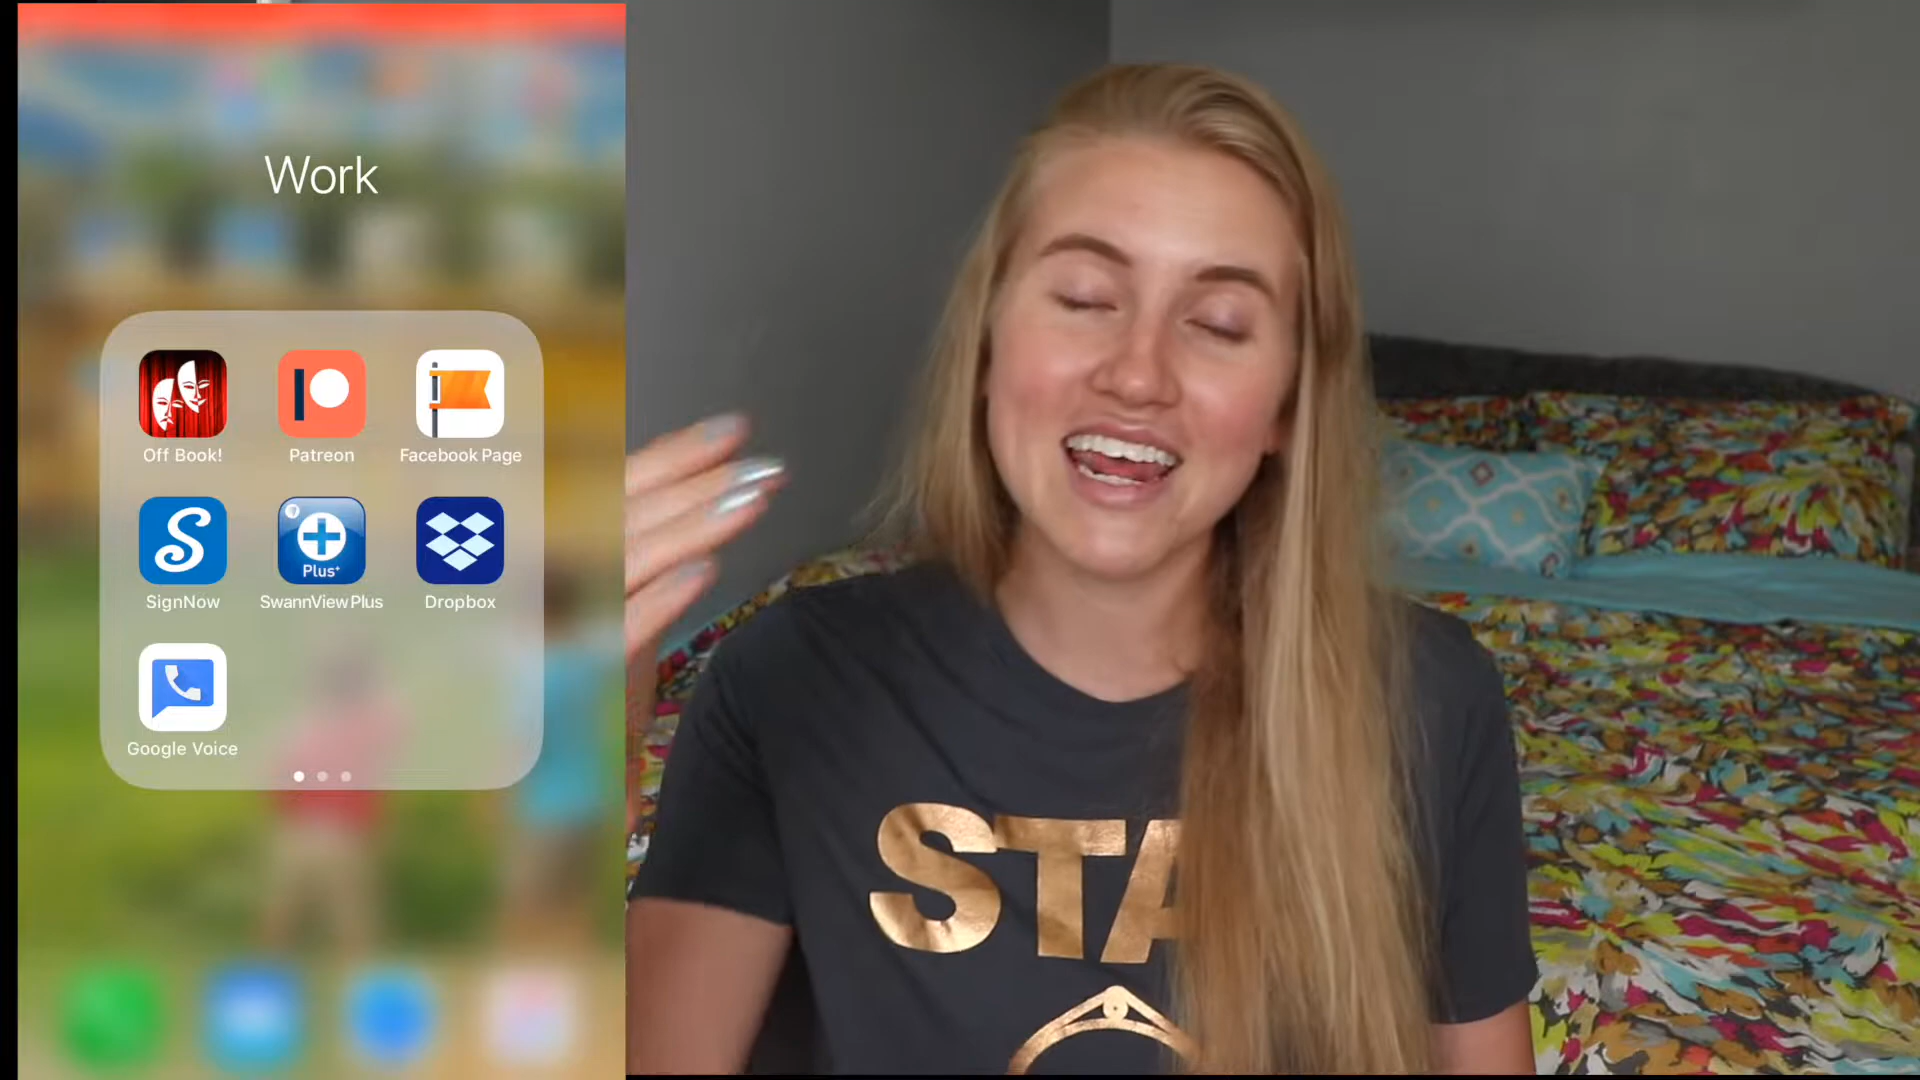 Work
Off Book!
Patreon
Facebook Page
SignNow
Plus+
SwannView Plus
Dropbox
Google Voice
STA